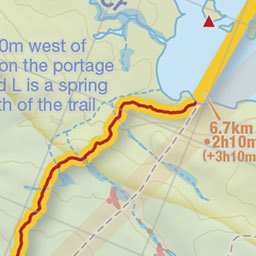 0m west of
on the portage
d L is a spring
th of the trail.
6.7km
•2h10m
(+3h10m